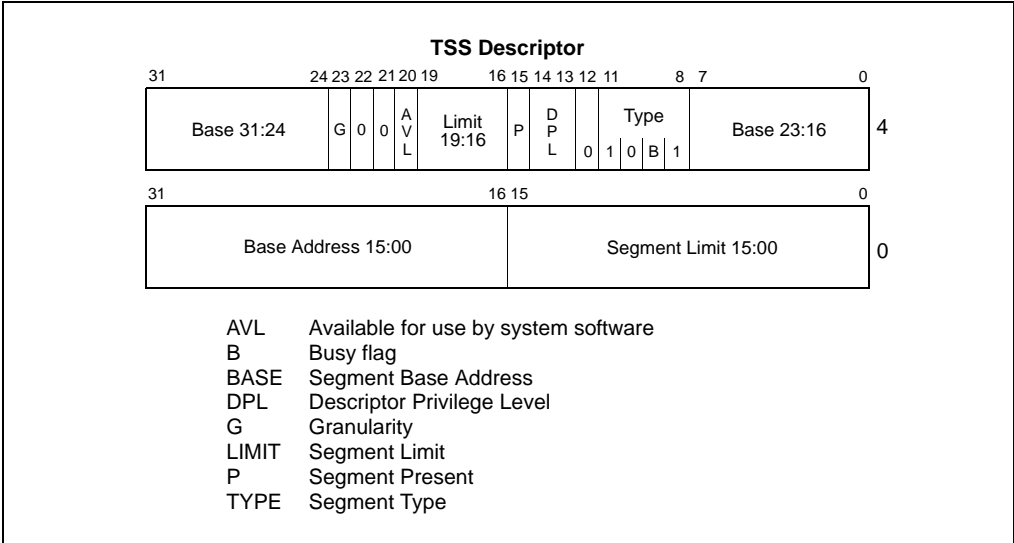 TSS Descriptor
31 24 23 22 21 20 19 16 15 14 13 12 11 8 7 0
Base 31:24 G 0 0 AVL Limit 19:16 P DPL 0 Type 1 0 B 1 Base 23:16 4
31 16 15 0
Base Address 15:00 Segment Limit 15:00 0
AVL Available for use by system software
B Busy flag
BASE Segment Base Address
DPL Descriptor Privilege Level
G Granularity
LIMIT Segment Limit
P Segment Present
TYPE Segment Type